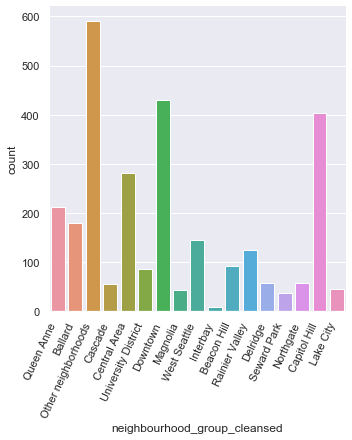 600
500
400
300
200
100
0
count
Queen Anne
Ballard
Other neighborhoods
Cascade
Central Area
University District
Downtown
Magnolia
West Seattle
Interbay
Beacon Hill
Rainier Valley
Delridge
Seward Park
Northgate
Capitol Hill
Lake City
neighbourhood_group_cleansed